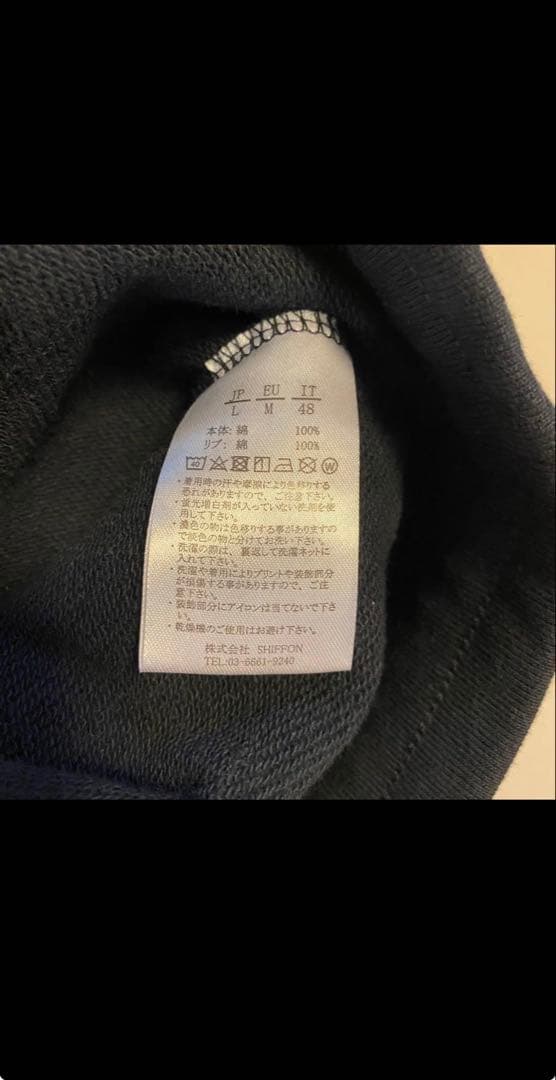 JP EU IT
L M 48
本体: 綿 100%
リブ: 綿 100%
40 W
・着用時の汗や摩擦により色移りする
恐れがありますので、ご注意下さい。
・蛍光増白剤が入っていない洗剤を使
用して下さい。
・濃色の物は色移りする事がありますの
で淡色の物と分けてお洗い下さい。
・洗濯の際は、裏返して洗濯ネットに
入れて下さい。
・洗濯や着用によりプリントや装飾部分
が損傷する事がありますので、ご注
意下さい。
・装飾部分にアイロンは当てないで下さ
い。
・乾燥機のご使用はお避け下さい。
株式会社 SHIFFON
TEL:03-6661-9240